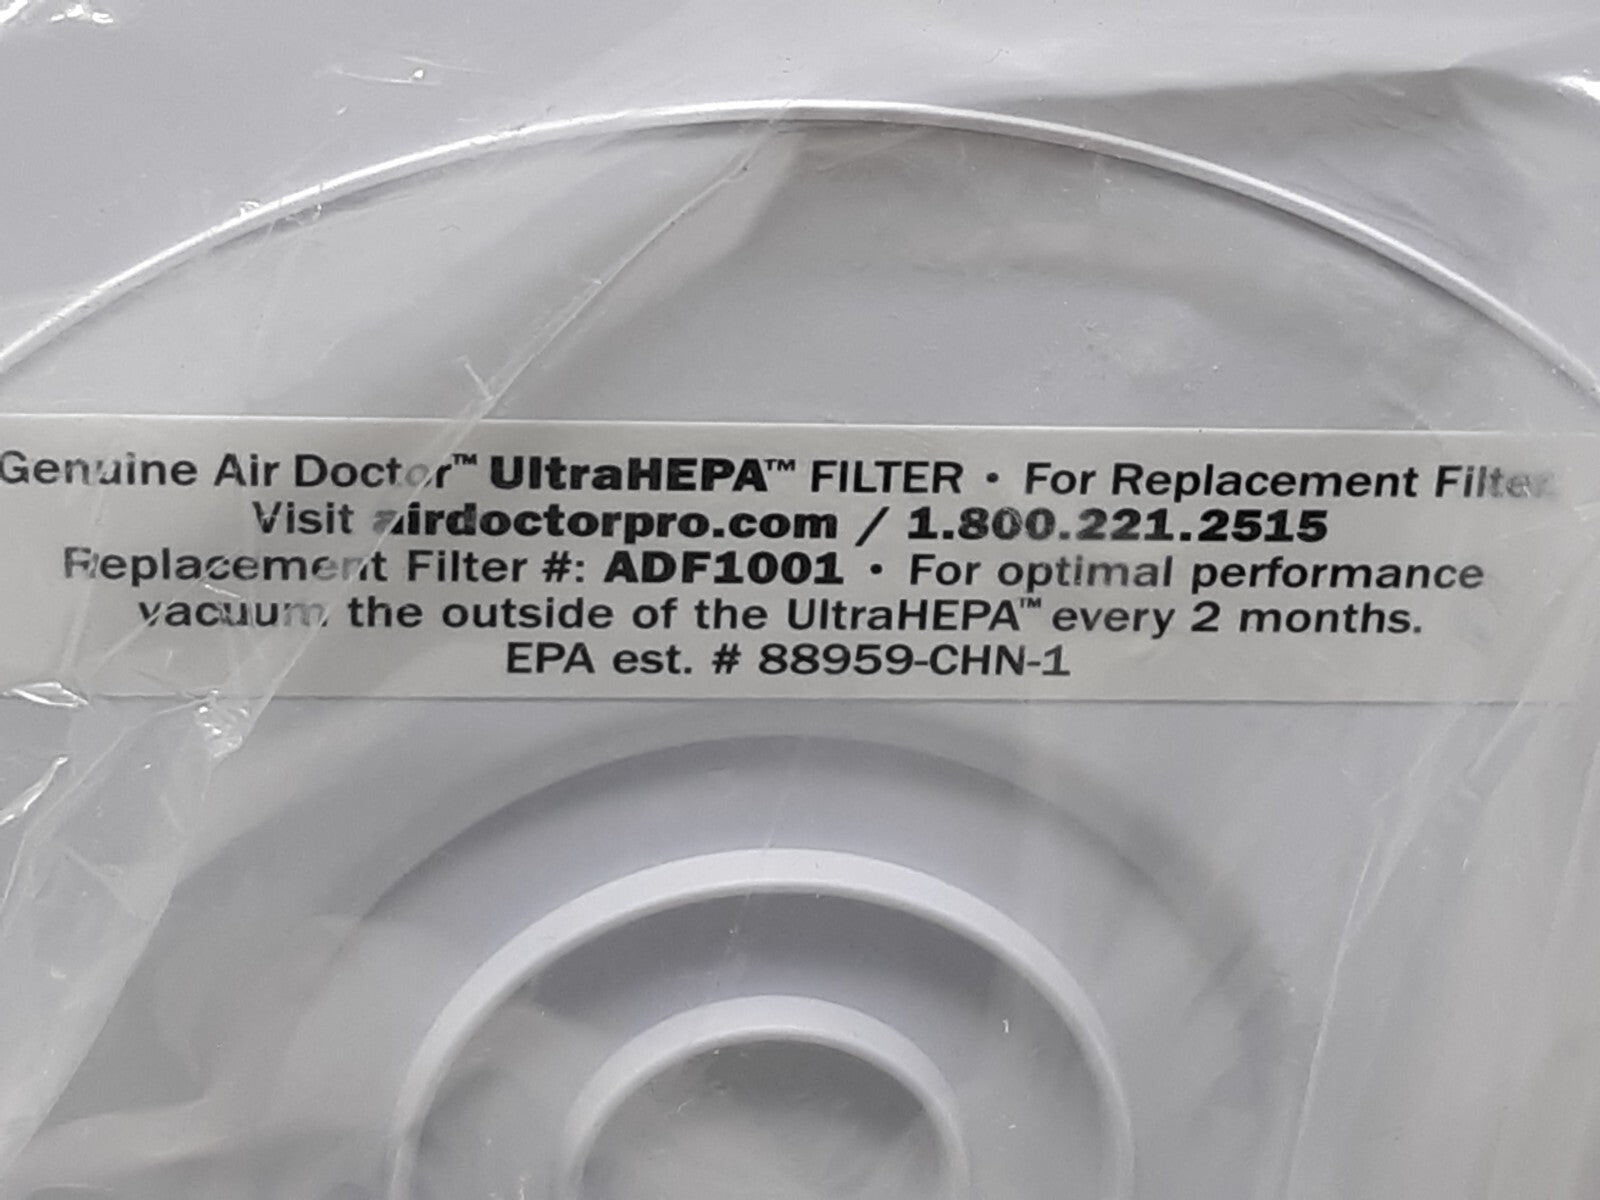 Genuine Air Doctor™ UltraHEPA™ FILTER • For Replacement Filter
Visit airdoctorpro.com / 1.800.221.2515
Replacement Filter #: ADF1001 • For optimal performance
vacuum the outside of the UltraHEPA™ every 2 months.
EPA est. # 88959-CHN-1